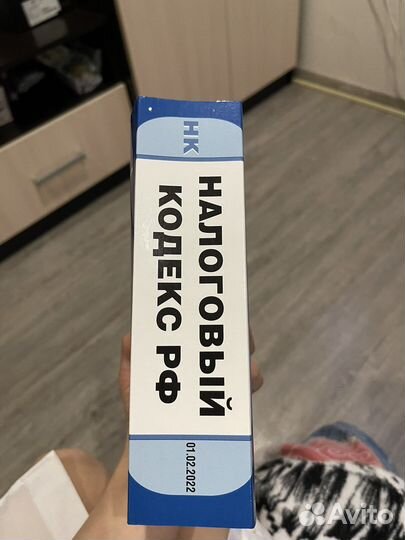 НК
НАЛОГОВЫЙ
КОДЕКС РФ
01.02.2022
Avito